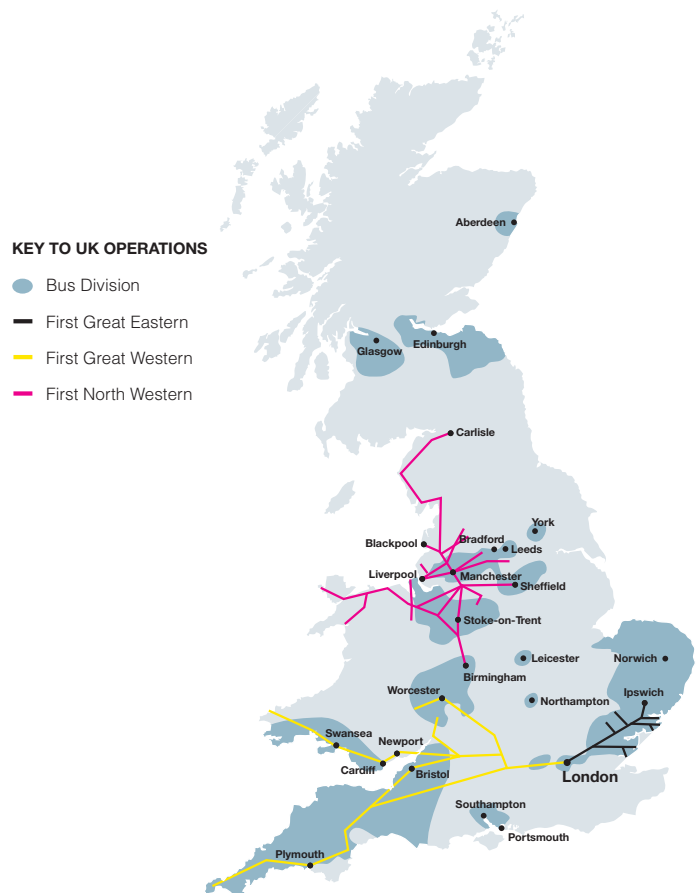 Aberdeen
KEY TO UK OPERATIONS
Bus Division
First Great Eastern
First Great Western
First North Western
Glasgow
Edinburgh
Carlisle
York
Blackpool
Bradford
Leeds
Liverpool
Manchester
Sheffield
Stoke-on-Trent
Leicester
Norwich
Birmingham
Worcester
Ipswich
Northampton
Swansea
Newport
Cardiff
Bristol
London
Southampton
Portsmouth
Plymouth